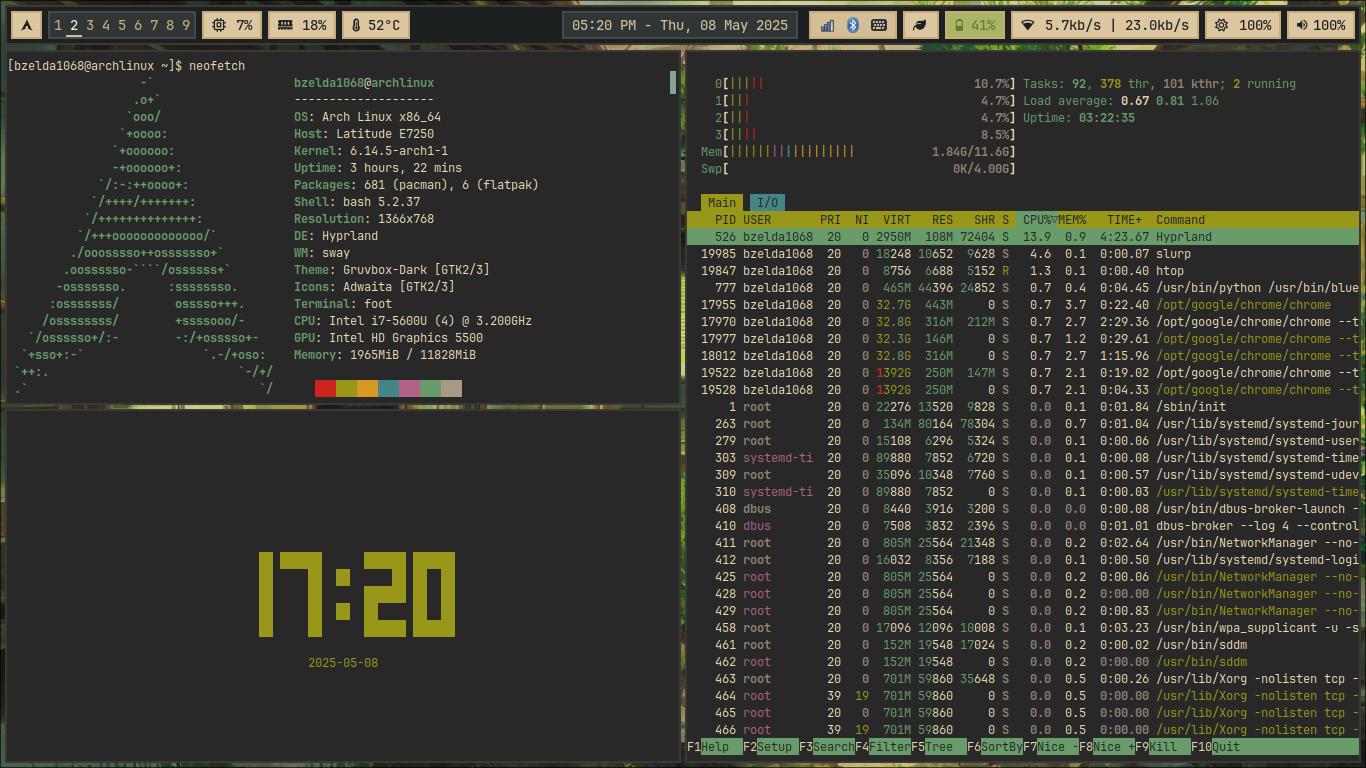 1 2 3 4 5 6 7 8 9 7% 18% 52°C 05:20 PM - Thu, 08 May 2025 41% 5.7kb/s | 23.0kb/s 100% 100%
[bzelda1068@archlinux ~]$ neofetch
-`
.o+`
`ooo/
`+oooo:
`+oooooo:
-+oooooo+:
`/:-:++oooo+:
`/++++/+++++++:
`/++++++++++++++:
`/+++ooooooooooooo/`
./ooosssso++osssssso+`
.oossssso-````/ossssss+`
-osssssso. :ssssssso.
:osssssss/ osssso+++.
/ossssssss/ +ssssooo/-
`/ossssso+/:- -:/+osssso+-
`+sso+:-` `.-/+oso:
`++:. `-/+/
.` `/
bzelda1068@archlinux
--------------------
OS: Arch Linux x86_64
Host: Latitude E7250
Kernel: 6.14.5-arch1-1
Uptime: 3 hours, 22 mins
Packages: 681 (pacman), 6 (flatpak)
Shell: bash 5.2.37
Resolution: 1366x768
DE: Hyprland
WM: sway
Theme: Gruvbox-Dark [GTK2/3]
Icons: Adwaita [GTK2/3]
Terminal: foot
CPU: Intel i7-5600U (4) @ 3.200GHz
GPU: Intel HD Graphics 5500
Memory: 1965MiB / 11828MiB
17:20
2025-05-08
0[||||| 10.7%] Tasks: 92, 378 thr, 101 kthr; 2 running
1[||| 4.7%] Load average: 0.67 0.81 1.06
2[||| 4.7%] Uptime: 03:22:35
3[|||| 8.5%]
Mem[|||||||||||||||||| 1.84G/11.6G]
Swp[ 0K/4.00G]
Main I/O
PID USER PRI NI VIRT RES SHR S CPU%▽MEM% TIME+ Command
526 bzelda1068 20 0 2950M 108M 72404 S 13.9 0.9 4:23.67 Hyprland
19985 bzelda1068 20 0 18248 10652 9628 S 4.6 0.1 0:00.07 slurp
19847 bzelda1068 20 0 8756 6688 5152 R 1.3 0.1 0:00.40 htop
777 bzelda1068 20 0 465M 44396 24852 S 0.7 0.4 0:04.45 /usr/bin/python /usr/bin/blue
17955 bzelda1068 20 0 32.7G 443M 0 S 0.7 3.7 0:22.40 /opt/google/chrome/chrome
17970 bzelda1068 20 0 32.8G 316M 212M S 0.7 2.7 2:29.36 /opt/google/chrome/chrome --t
17977 bzelda1068 20 0 32.3G 146M 0 S 0.7 1.2 0:29.61 /opt/google/chrome/chrome --t
18012 bzelda1068 20 0 32.8G 316M 0 S 0.7 2.7 1:15.96 /opt/google/chrome/chrome --t
19522 bzelda1068 20 0 1392G 250M 147M S 0.7 2.1 0:19.02 /opt/google/chrome/chrome --t
19528 bzelda1068 20 0 1392G 250M 0 S 0.7 2.1 0:04.33 /opt/google/chrome/chrome --t
1 root 20 0 22276 13520 9828 S 0.0 0.1 0:01.84 /sbin/init
263 root 20 0 134M 80164 78304 S 0.0 0.7 0:01.04 /usr/lib/systemd/systemd-jour
279 root 20 0 15108 6296 5324 S 0.0 0.1 0:00.06 /usr/lib/systemd/systemd-user
303 systemd-ti 20 0 89880 7852 6720 S 0.0 0.1 0:00.08 /usr/lib/systemd/systemd-time
309 root 20 0 35096 10348 7760 S 0.0 0.1 0:00.57 /usr/lib/systemd/systemd-udev
310 systemd-ti 20 0 89880 7852 0 S 0.0 0.1 0:00.03 /usr/lib/systemd/systemd-time
408 dbus 20 0 8440 3916 3200 S 0.0 0.0 0:00.08 /usr/bin/dbus-broker-launch -
410 dbus 20 0 7508 3832 2396 S 0.0 0.0 0:01.01 dbus-broker --log 4 --control
411 root 20 0 805M 25564 21348 S 0.0 0.2 0:02.64 /usr/bin/NetworkManager --no-
412 root 20 0 16032 8356 7188 S 0.0 0.1 0:00.50 /usr/lib/systemd/systemd-logi
425 root 20 0 805M 25564 0 S 0.0 0.2 0:00.06 /usr/bin/NetworkManager --no-
428 root 20 0 805M 25564 0 S 0.0 0.2 0:00.00 /usr/bin/NetworkManager --no-
429 root 20 0 805M 25564 0 S 0.0 0.2 0:00.83 /usr/bin/NetworkManager --no-
458 root 20 0 17096 12096 10008 S 0.0 0.1 0:03.23 /usr/bin/wpa_supplicant -u -s
461 root 20 0 152M 19548 17024 S 0.0 0.2 0:00.02 /usr/bin/sddm
462 root 20 0 152M 19548 0 S 0.0 0.2 0:00.00 /usr/bin/sddm
463 root 20 0 701M 59860 35648 S 0.0 0.5 0:00.26 /usr/lib/Xorg -nolisten tcp -
464 root 39 19 701M 59860 0 S 0.0 0.5 0:00.00 /usr/lib/Xorg -nolisten tcp -
465 root 20 0 701M 59860 0 S 0.0 0.5 0:00.00 /usr/lib/Xorg -nolisten tcp -
466 root 39 19 701M 59860 0 S 0.0 0.5 0:00.00 /usr/lib/Xorg -nolisten tcp -
F1Help F2Setup F3SearchF4FilterF5Tree F6SortByF7Nice -F8Nice +F9Kill F10Quit